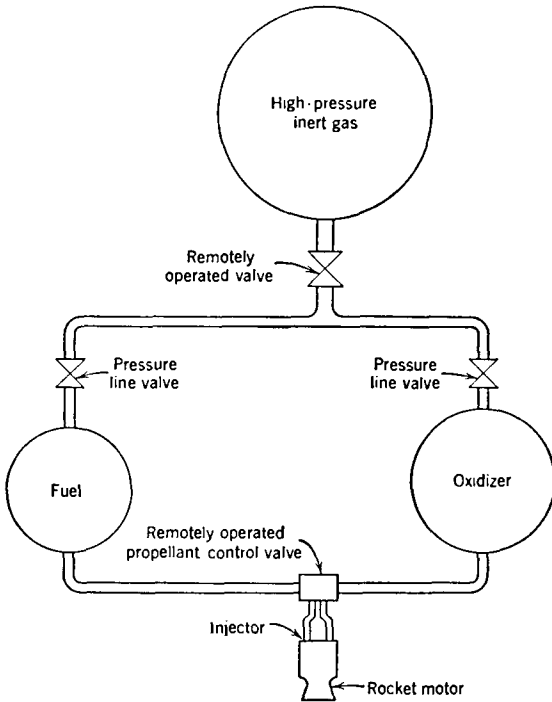 High-pressure
inert gas
Remotely
operated valve
Pressure
line valve
Pressure
line valve
Fuel
Oxidizer
Remotely operated
propellant control valve
Injector
Rocket motor